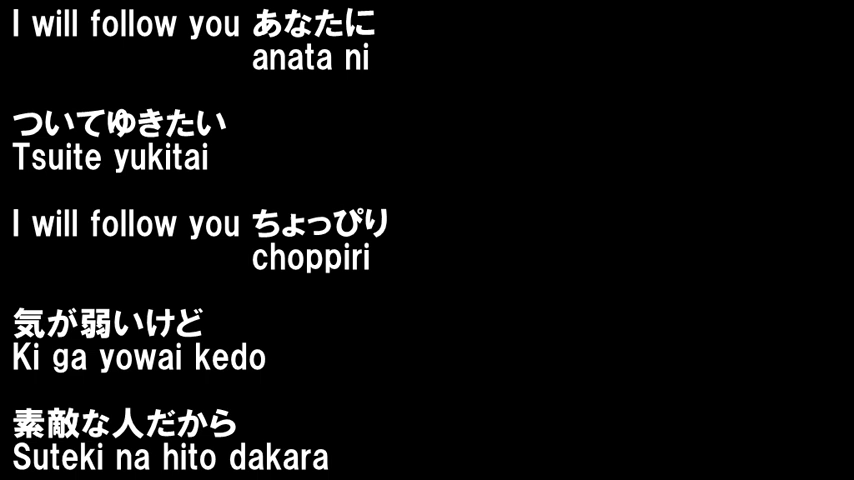 I will follow you あなたに
anata ni
ついてゆきたい
Tsuite yukitai
I will follow you ちょっぴり
choppiri
気が弱いけど
Ki ga yowai kedo
素敵な人だから
Suteki na hito dakara